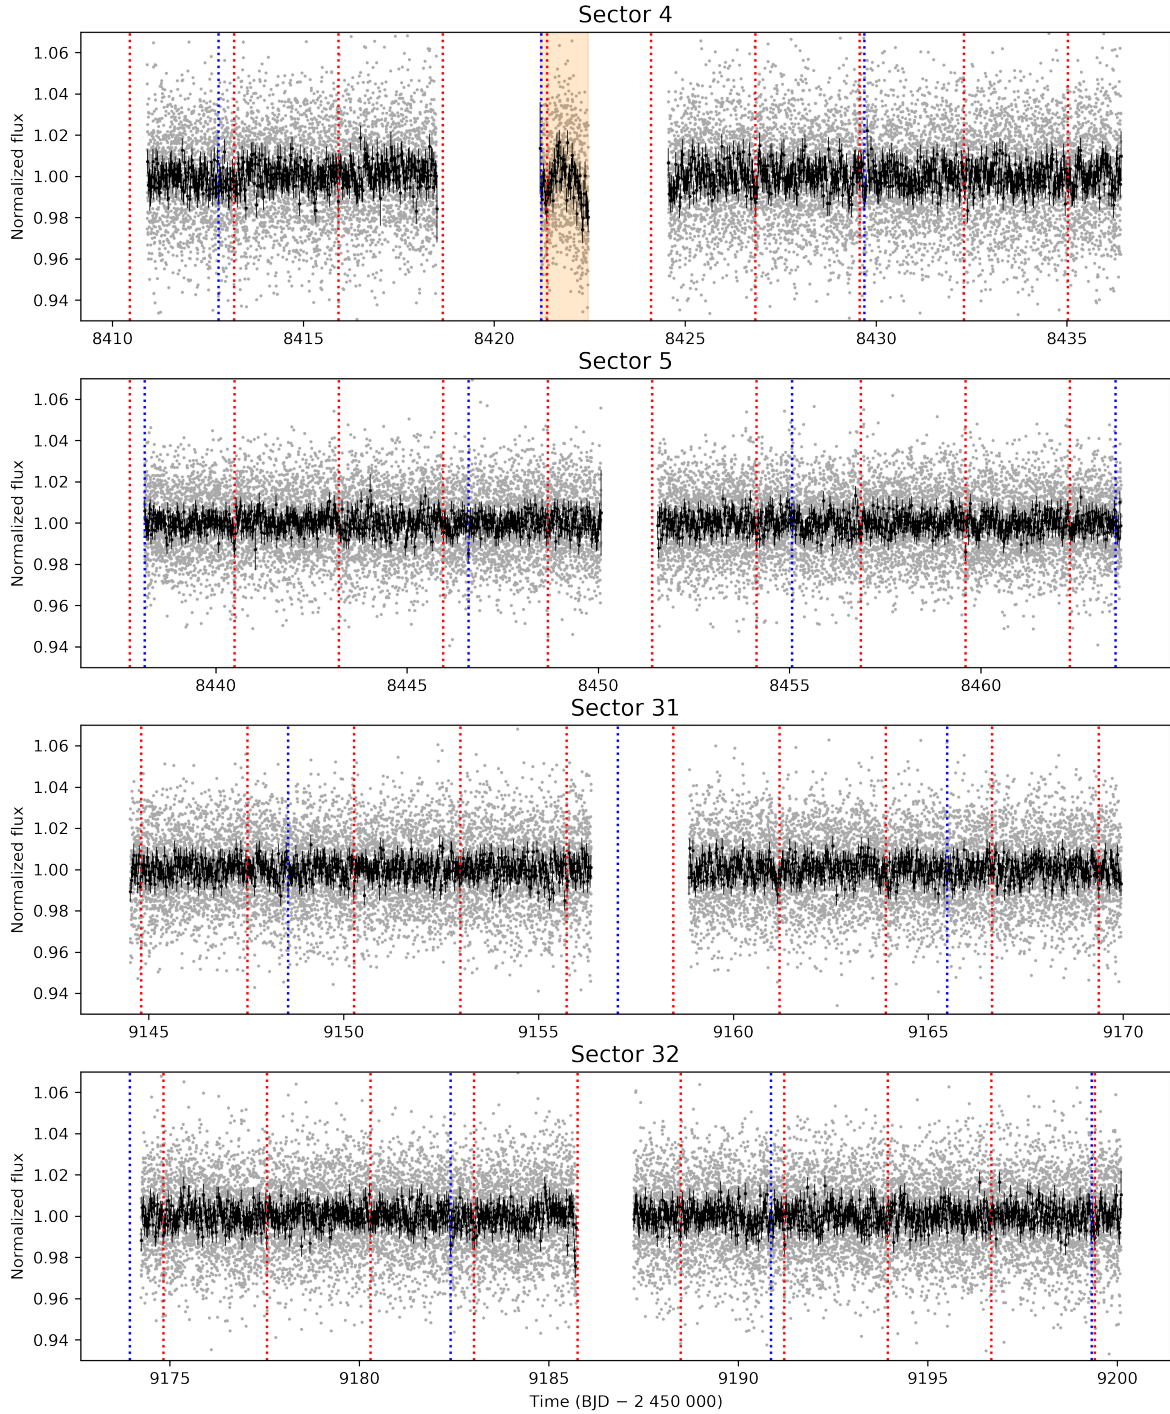 Sector 4
Normalized flux
1.06
1.04
1.02
1.00
0.98
0.96
0.94
8410 8415 8420 8425 8430 8435
Sector 5
Normalized flux
1.06
1.04
1.02
1.00
0.98
0.96
0.94
8440 8445 8450 8455 8460
Sector 31
Normalized flux
1.06
1.04
1.02
1.00
0.98
0.96
0.94
9145 9150 9155 9160 9165 9170
Sector 32
Normalized flux
1.06
1.04
1.02
1.00
0.98
0.96
0.94
9175 9180 9185 9190 9195 9200
Time (BJD − 2 450 000)